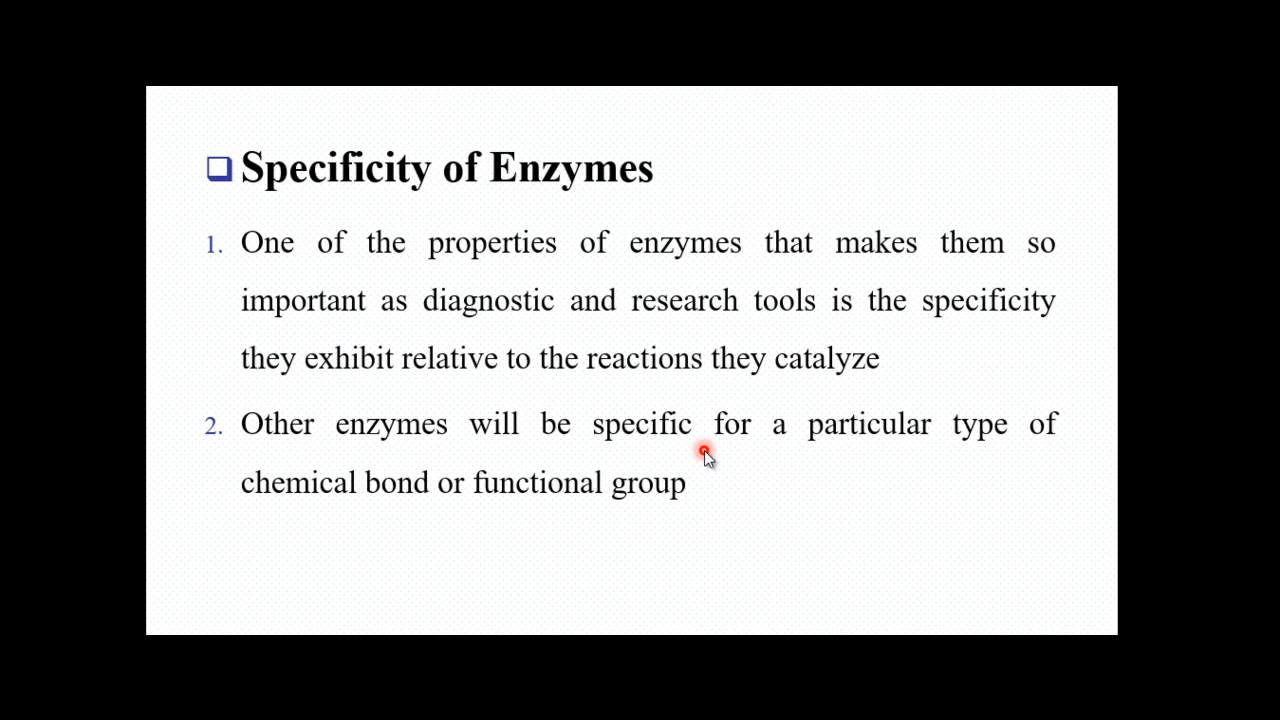 Specificity of Enzymes
1. One of the properties of enzymes that makes them so
important as diagnostic and research tools is the specificity
they exhibit relative to the reactions they catalyze
2. Other enzymes will be specific for a particular type of
chemical bond or functional group